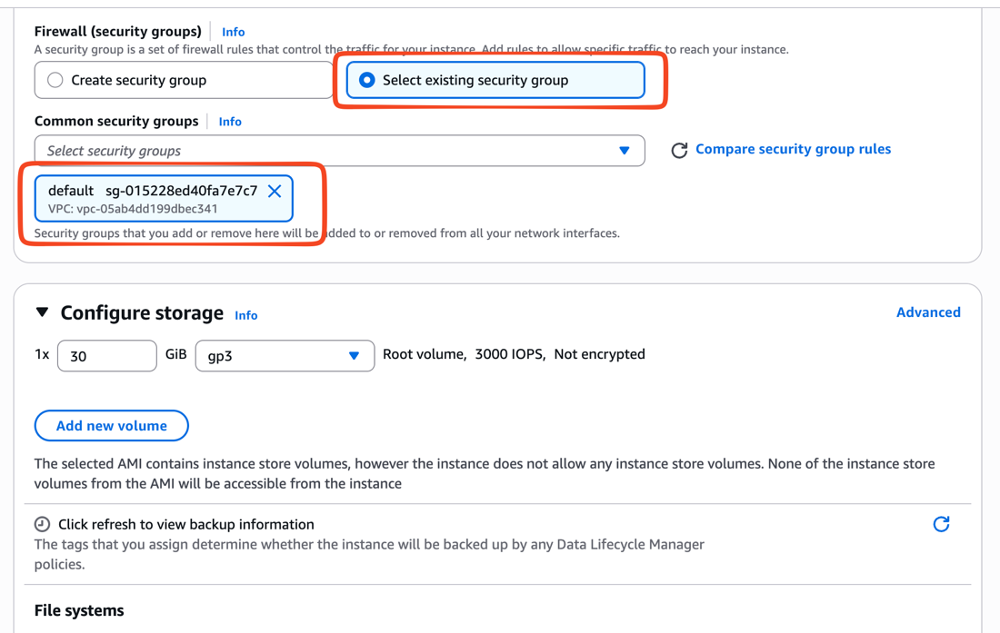 Firewall (security groups) Info
A security group is a set of firewall rules that control the traffic for your instance. Add rules to allow specific traffic to reach your instance.
Create security group Select existing security group
Common security groups Info
Select security groups Compare security group rules
default sg-015228ed40fa7e7c7
VPC: vpc-05ab4dd199dbec341
Security groups that you add or remove here will be added to or removed from all your network interfaces.
Configure storage Info Advanced
1x 30 GiB gp3 Root volume, 3000 IOPS, Not encrypted
Add new volume
The selected AMI contains instance store volumes, however the instance does not allow any instance store volumes. None of the instance store
volumes from the AMI will be accessible from the instance
Click refresh to view backup information
The tags that you assign determine whether the instance will be backed up by any Data Lifecycle Manager
policies.
File systems